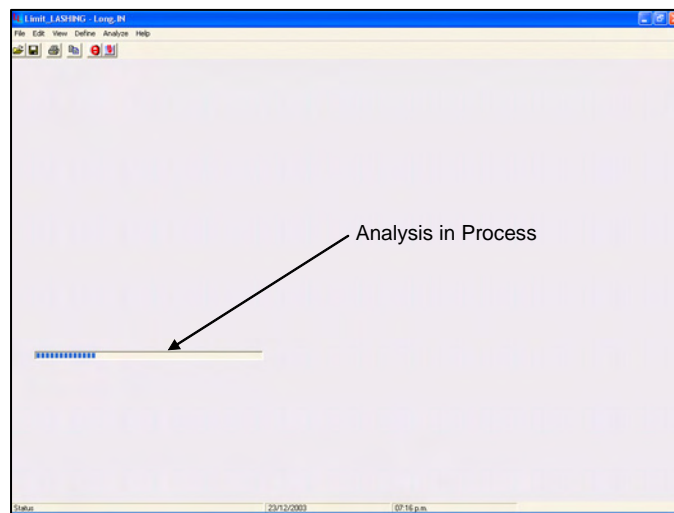 Limit_LASHING - Long.IN
File Edit View Define Analyze Help
Analysis in Process
Status 23/12/2003 07:16 p.m.